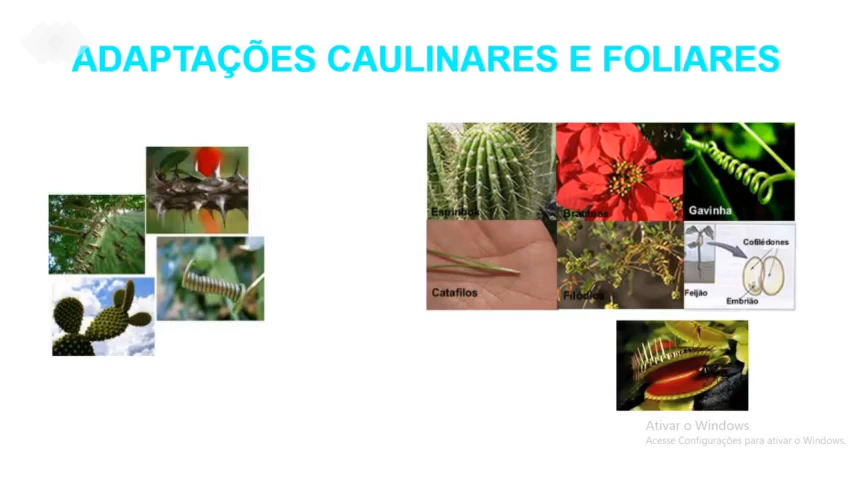 ADAPTAÇÕES CAULINARES E FOLIARES
Espinhos
Brácteas
Gavinha
Catafilos
Filódios
Cotilédones
Feijão
Embrião
Ativar o Windows
Acesse Configurações para ativar o Windows.